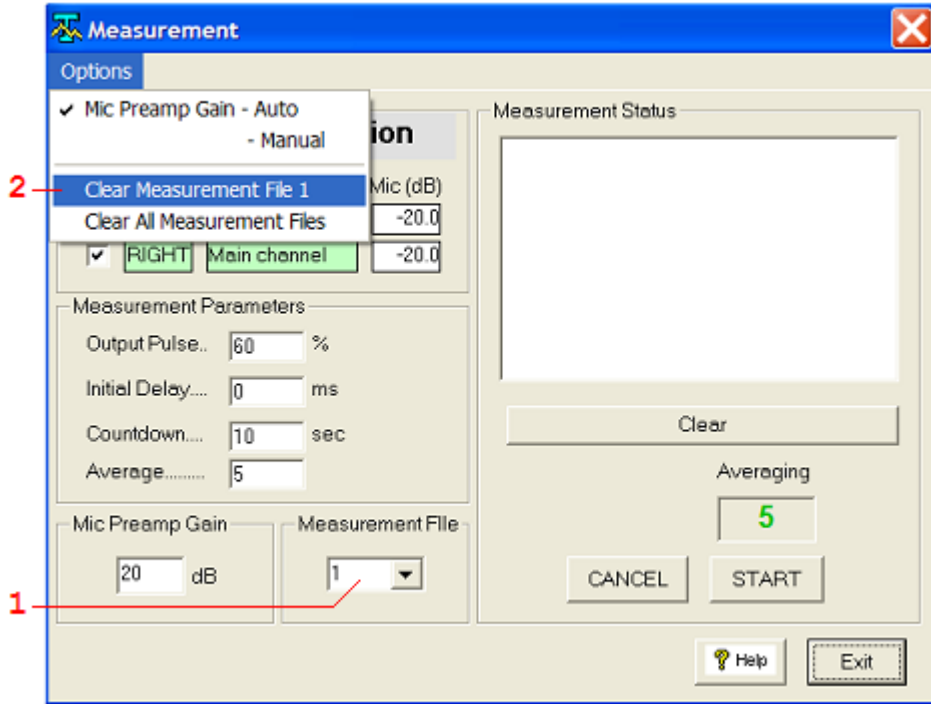 Measurement
Options
✓ Mic Preamp Gain - Auto
- Manual
ion
2
Clear Measurement File 1
Clear All Measurement Files
Mic (dB)
-20.0
RIGHT Main channel -20.0
Measurement Parameters
Output Pulse.. 60 %
Initial Delay.... 0 ms
Countdown.... 10 sec
Average......... 5
Mic Preamp Gain
20 dB
Measurement FIle
1
1
Measurement Status
Clear
Averaging
5
CANCEL START
? Help Exit